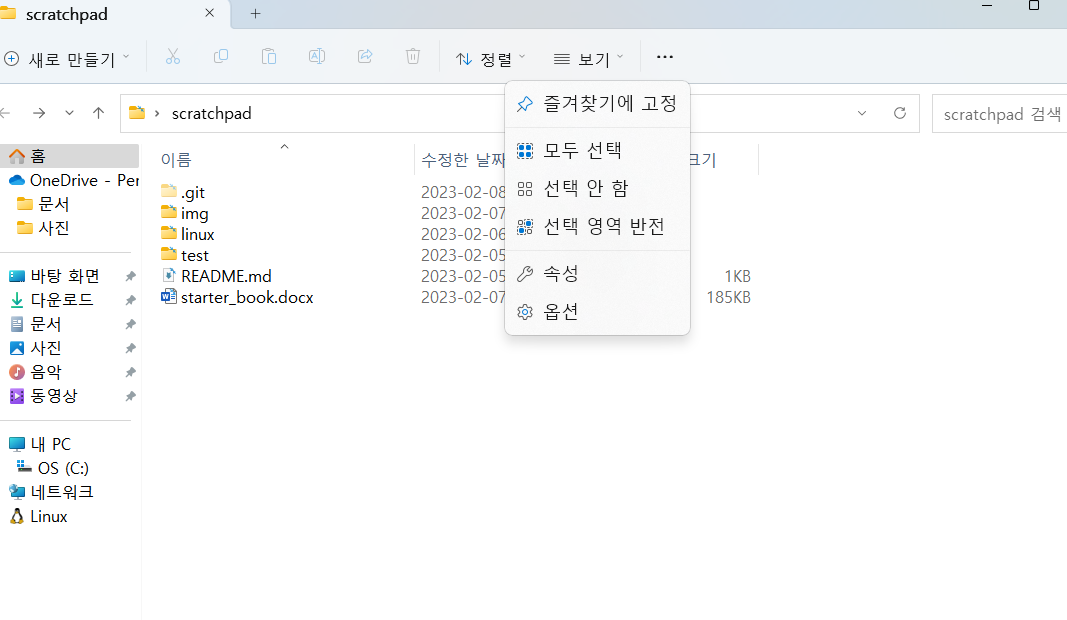 scratchpad
새로 만들기
정렬
보기
scratchpad
scratchpad 검색
즐겨찾기에 고정
모두 선택
선택 안 함
선택 영역 반전
속성
옵션
홈
OneDrive - Per
문서
사진
바탕 화면
다운로드
문서
사진
음악
동영상
내 PC
OS (C:)
네트워크
Linux
이름
수정한 날짜
크기
.git 2023-02-08
img 2023-02-07
linux 2023-02-06
test 2023-02-05
README.md 2023-02-05 1KB
starter_book.docx 2023-02-07 185KB